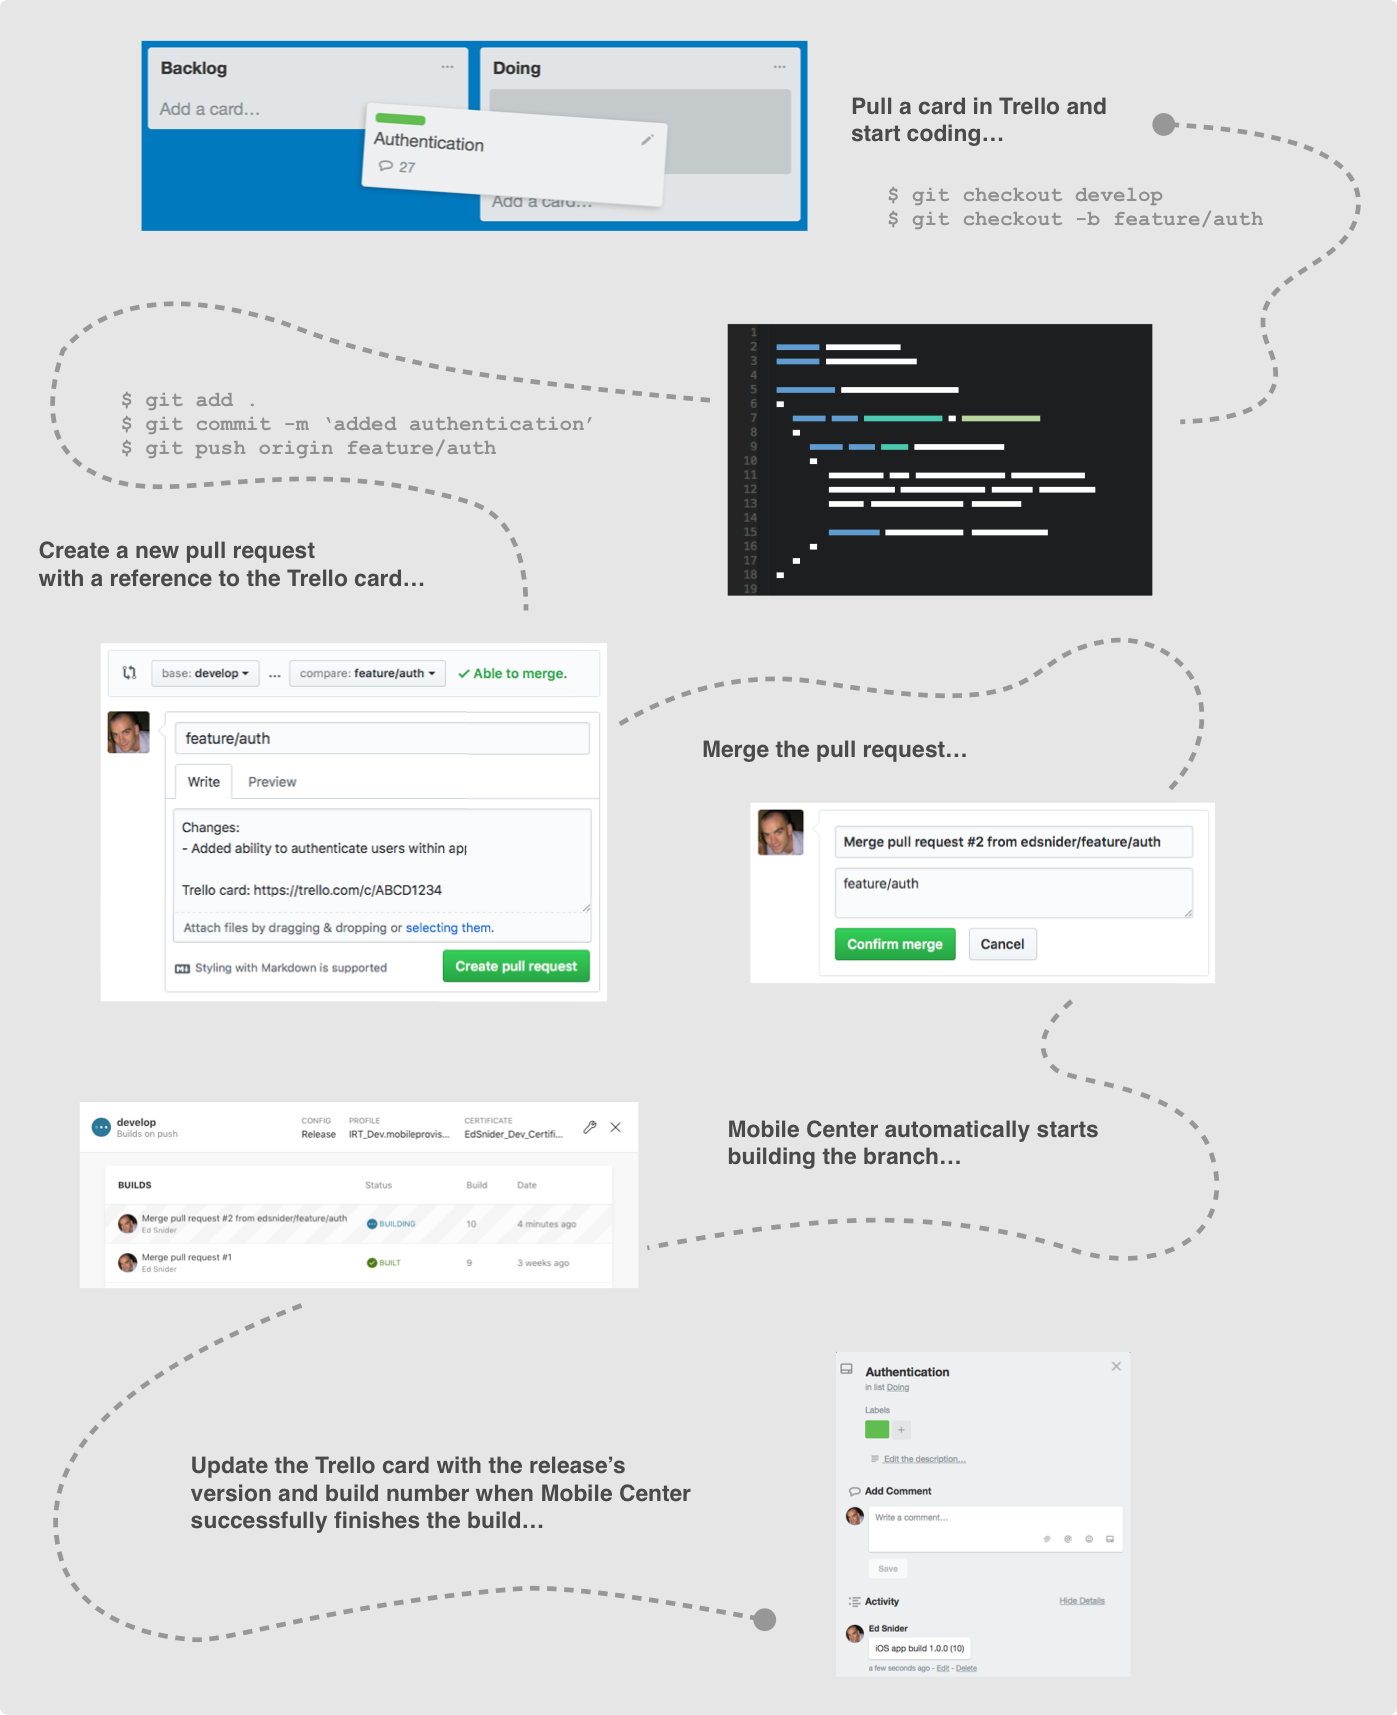 Backlog
Add a card...
Doing
Authentication
27
Add a card...
Pull a card in Trello and
start coding...
$ git checkout develop
$ git checkout -b feature/auth
1
2
3
4
5
6
7
8
9
10
11
12
13
14
15
16
17
18
19
$ git add .
$ git commit -m ‘added authentication’
$ git push origin feature/auth
Create a new pull request
with a reference to the Trello card...
base: develop ... compare: feature/auth Able to merge.
feature/auth
Write Preview
Changes:
- Added ability to authenticate users within app
Trello card: https://trello.com/c/ABCD1234
Attach files by dragging & dropping or selecting them.
Styling with Markdown is supported
Create pull request
Merge the pull request...
Merge pull request #2 from edsnider/feature/auth
feature/auth
Confirm merge Cancel
Mobile Center automatically starts
building the branch...
develop
Builds on push
CONFIG PROFILE CERTIFICATE
Release IRT_Dev.mobileprovis... EdSnider_Dev_Certifi...
BUILDS Status Build Date
Merge pull request #2 from edsnider/feature/auth
Ed Snider
BUILDING 10 4 minutes ago
Merge pull request #1
Ed Snider
BUILT 9 3 weeks ago
Update the Trello card with the release’s
version and build number when Mobile Center
successfully finishes the build...
Authentication
in list Doing
Labels
+
Edit the description...
Add Comment
Write a comment...
Save
Activity Hide Details
Ed Snider
iOS app build 1.0.0 (10)
a few seconds ago - Edit - Delete